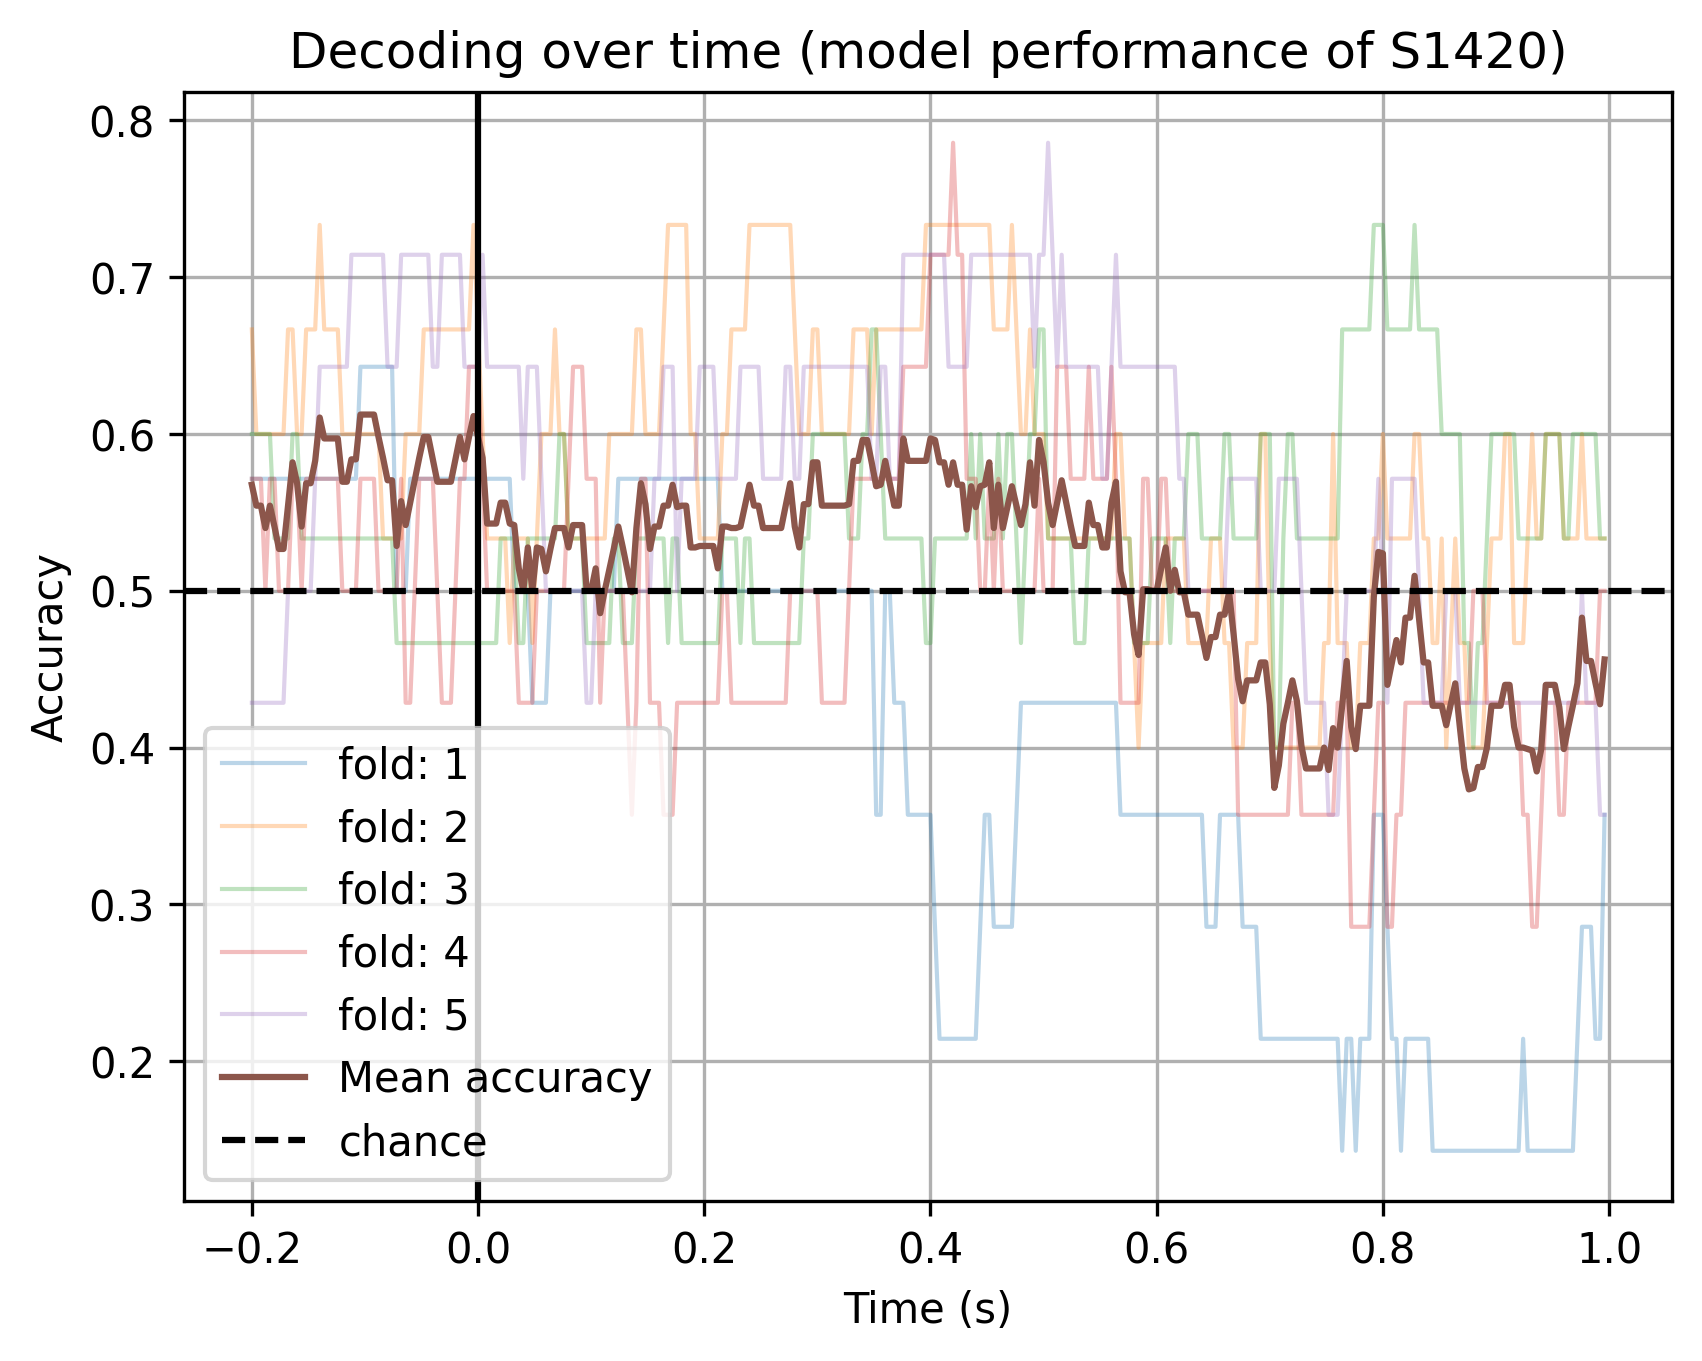 Decoding over time (model performance of S1420)
Accuracy
0.8
0.7
0.6
0.5
0.4
0.3
0.2
fold: 1
fold: 2
fold: 3
fold: 4
fold: 5
Mean accuracy
chance
−0.2 0.0 0.2 0.4 0.6 0.8 1.0
Time (s)